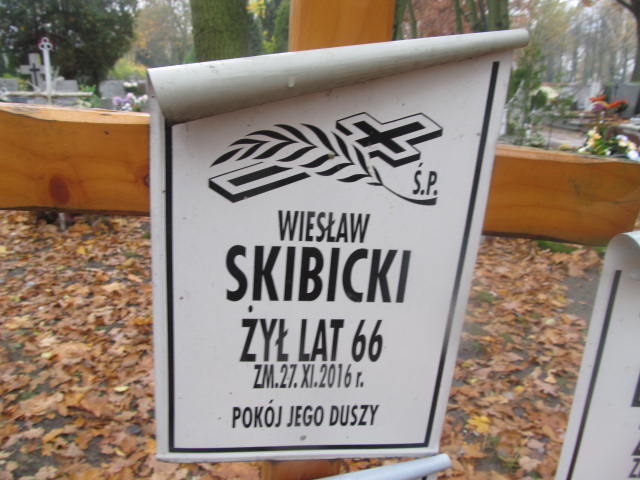 Ś.P.
WIESŁAW
SKIBICKI
ŻYŁ LAT 66
ZM.27.XI.2016 r.
POKÓJ JEGO DUSZY